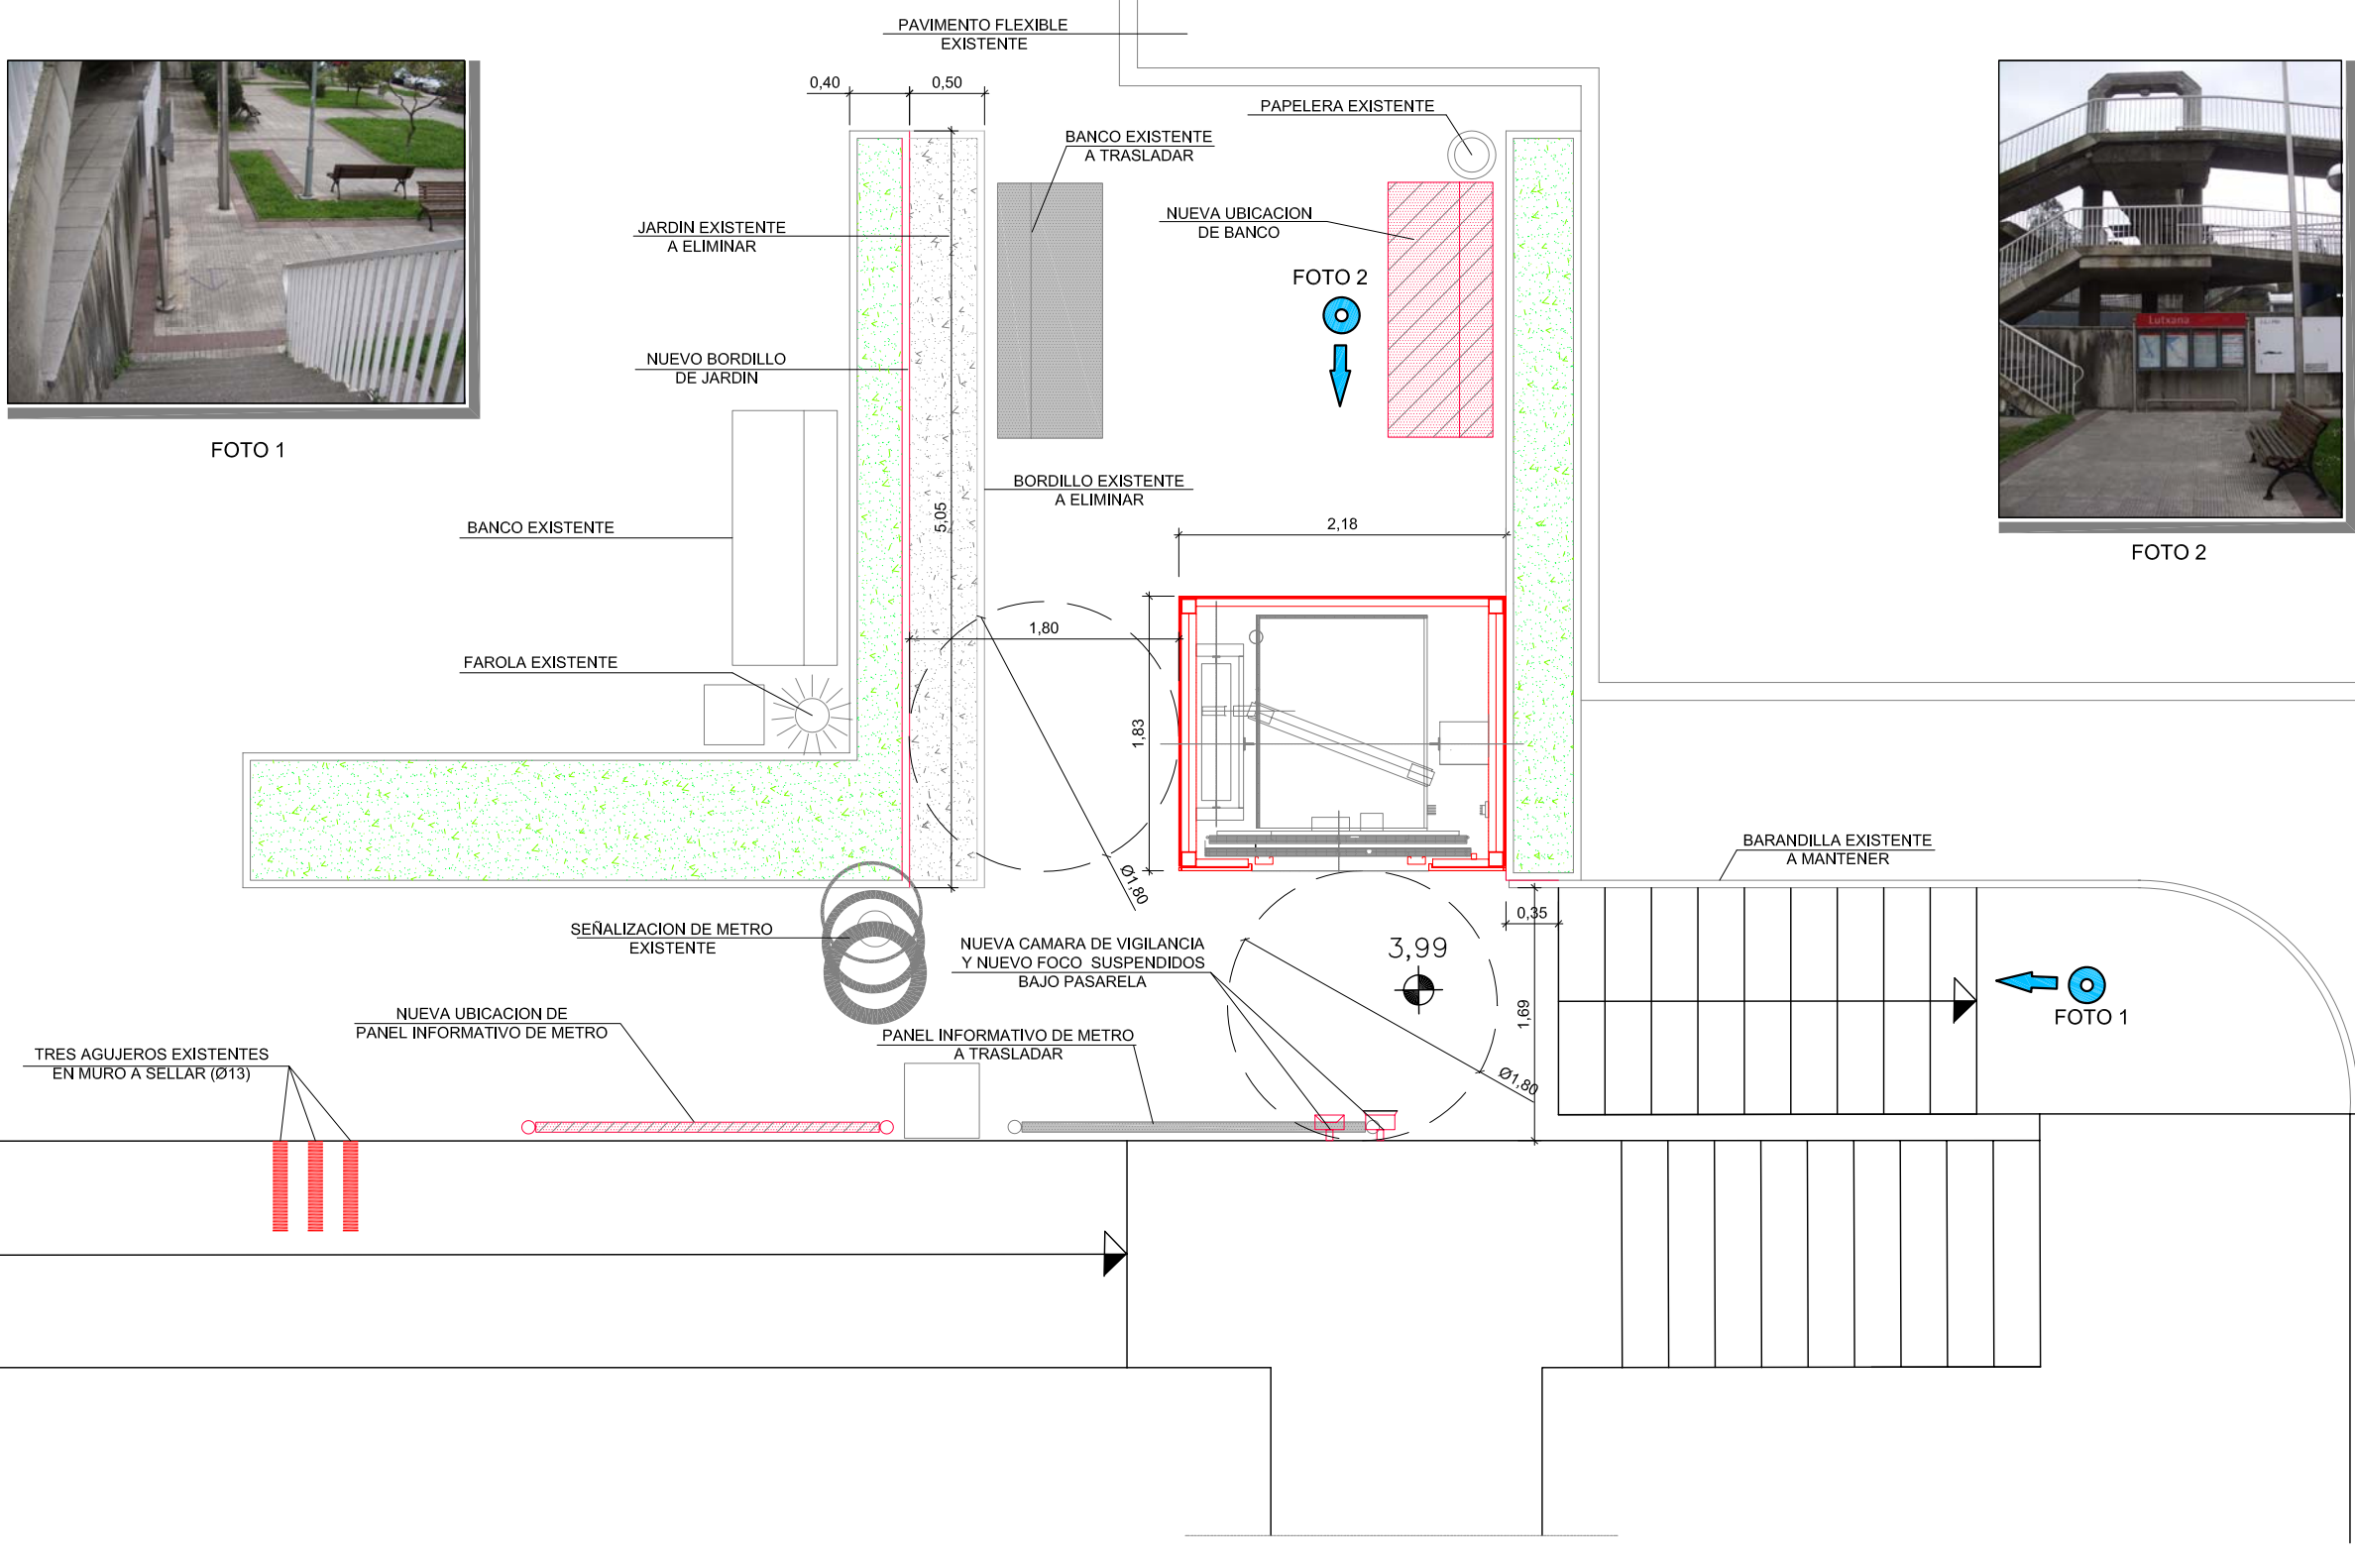 PAVIMENTO FLEXIBLE
EXISTENTE
0,40
0,50
BANCO EXISTENTE
A TRASLADAR
PAPELERA EXISTENTE
JARDIN EXISTENTE
A ELIMINAR
NUEVA UBICACION
DE BANCO
FOTO 2
Lutxana
NUEVO BORDILLO
DE JARDIN
FOTO 1
BORDILLO EXISTENTE
A ELIMINAR
5,05
BANCO EXISTENTE
2,18
FOTO 2
1,80
FAROLA EXISTENTE
1,83
Ø1,80
BARANDILLA EXISTENTE
A MANTENER
0,35
SEÑALIZACION DE METRO
EXISTENTE
NUEVA CAMARA DE VIGILANCIA
Y NUEVO FOCO SUSPENDIDOS
BAJO PASARELA
3,99
1,69
FOTO 1
NUEVA UBICACION DE
PANEL INFORMATIVO DE METRO
PANEL INFORMATIVO DE METRO
A TRASLADAR
TRES AGUJEROS EXISTENTES
EN MURO A SELLAR (Ø13)
Ø1,80